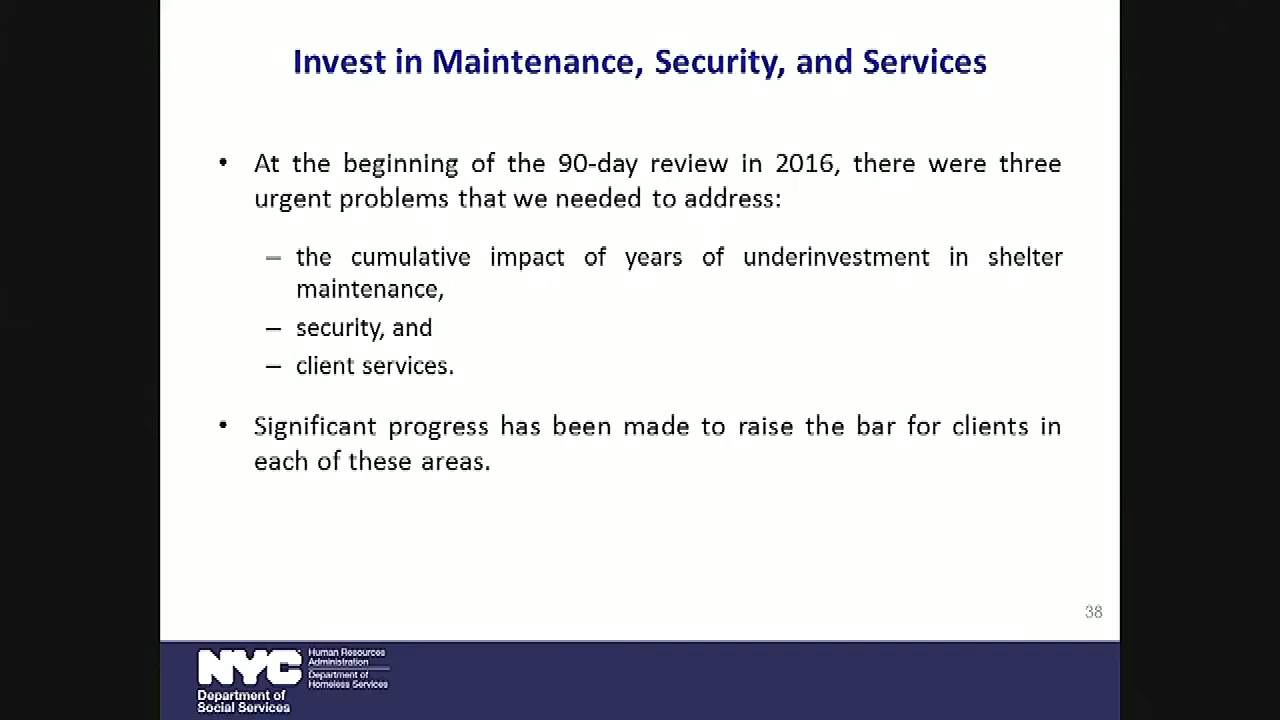 Invest in Maintenance, Security, and Services
• At the beginning of the 90-day review in 2016, there were three
urgent problems that we needed to address:
– the cumulative impact of years of underinvestment in shelter
maintenance,
– security, and
– client services.
• Significant progress has been made to raise the bar for clients in
each of these areas.
38
NYC
Department of
Social Services
Human Resources
Administration
Department of
Homeless Services